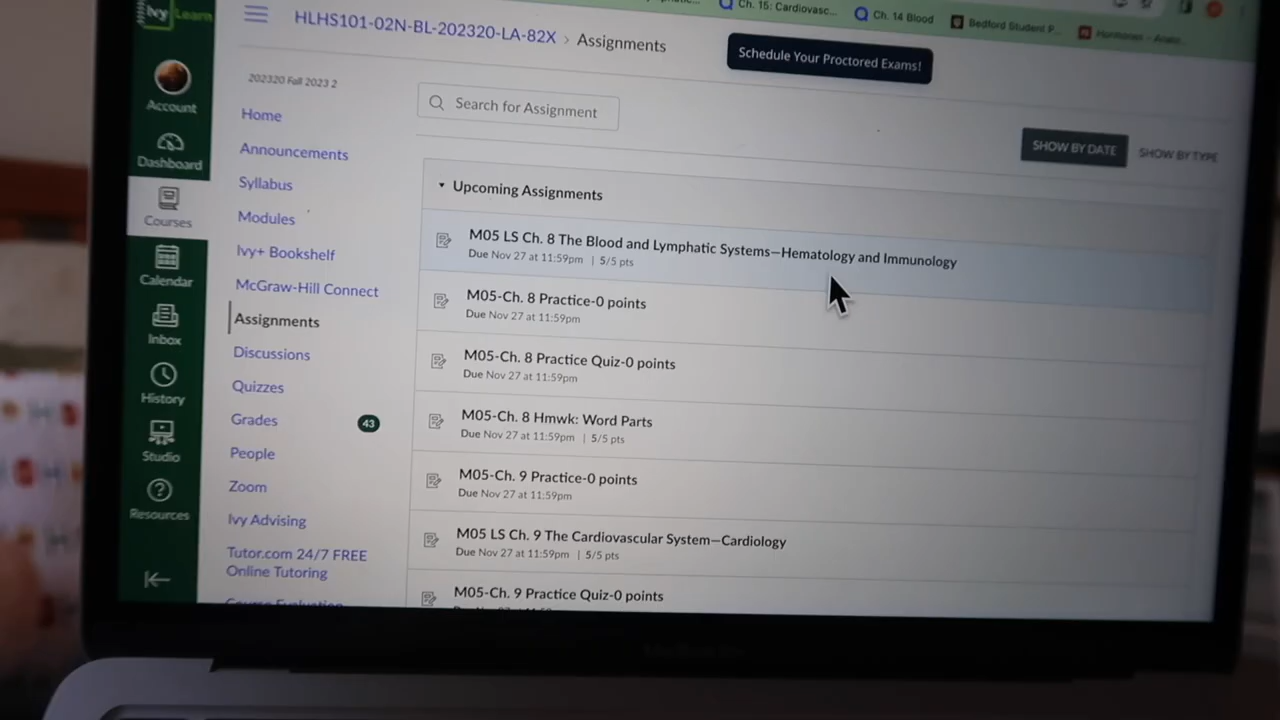 Ivy Learn
Ch. 15: Cardiovasc...
Ch. 14 Blood
Bedford Student P...
HLHS101-02N-BL-202320-LA-82X > Assignments
Schedule Your Proctored Exams!
Account
Dashboard
Courses
Calendar
Inbox
History
Studio
Resources
202320 Fall 2023 2
Home
Announcements
Syllabus
Modules
Ivy+ Bookshelf
McGraw-Hill Connect
Assignments
Discussions
Quizzes
Grades 43
People
Zoom
Ivy Advising
Tutor.com 24/7 FREE
Online Tutoring
Course Evaluation
Search for Assignment
SHOW BY DATE
SHOW BY TYPE
Upcoming Assignments
M05 LS Ch. 8 The Blood and Lymphatic Systems—Hematology and Immunology
Due Nov 27 at 11:59pm | 5/5 pts
M05-Ch. 8 Practice-0 points
Due Nov 27 at 11:59pm
M05-Ch. 8 Practice Quiz-0 points
Due Nov 27 at 11:59pm
M05-Ch. 8 Hmwk: Word Parts
Due Nov 27 at 11:59pm | 5/5 pts
M05-Ch. 9 Practice-0 points
Due Nov 27 at 11:59pm
M05 LS Ch. 9 The Cardiovascular System—Cardiology
Due Nov 27 at 11:59pm | 5/5 pts
M05-Ch. 9 Practice Quiz-0 points